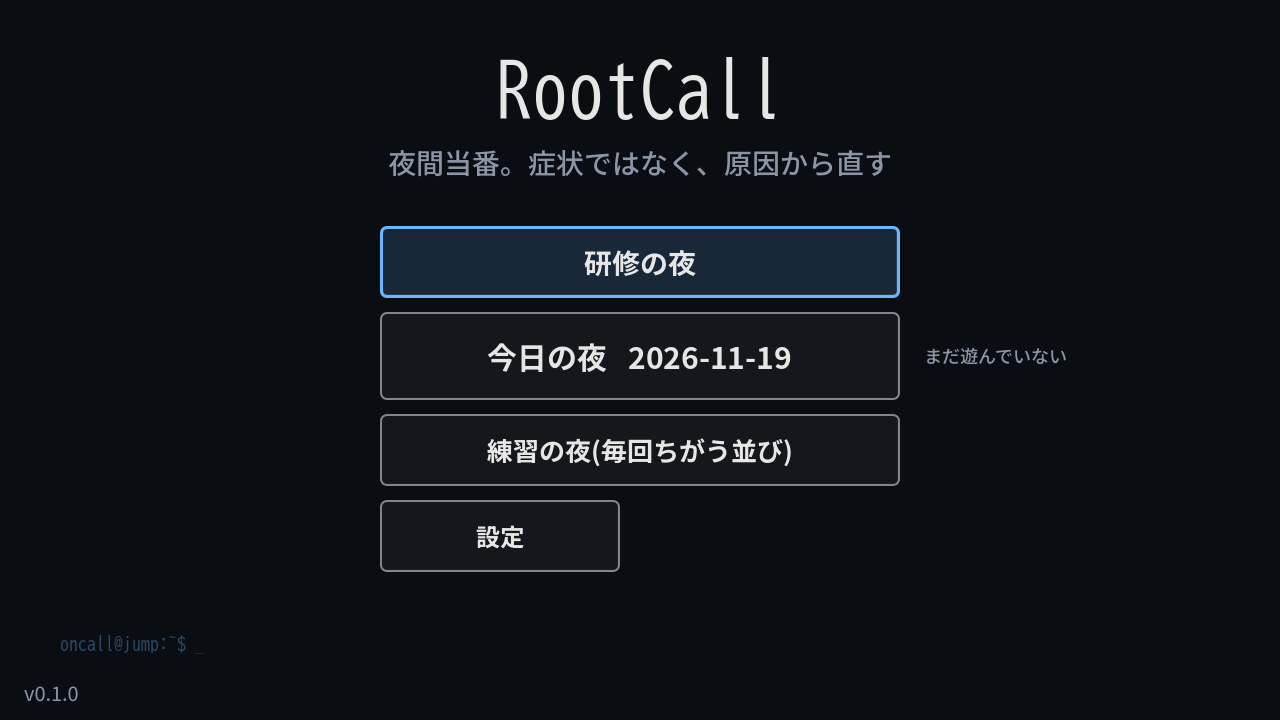 RootCall
夜間当番。症状ではなく、原因から直す
研修の夜
今日の夜 2026-11-19
まだ遊んでいない
練習の夜(毎回ちがう並び)
設定
oncall@jump:~$ _
v0.1.0